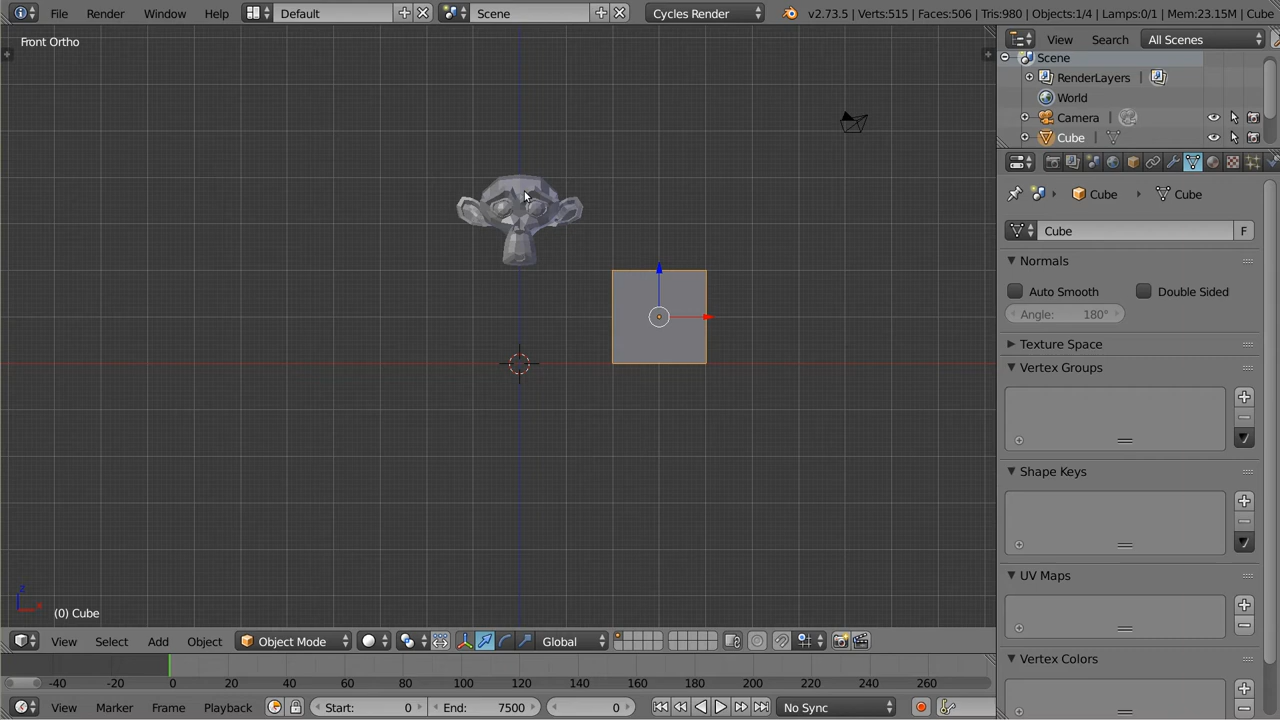 File Render Window Help Default Scene Cycles Render v2.73.5 | Verts:515 | Faces:506 | Tris:980 | Objects:1/4 | Lamps:0/1 | Mem:23.15M | Cube
Front Ortho
View Search All Scenes
Scene
RenderLayers
World
Camera
Cube
Cube Cube
Cube F
Normals
Auto Smooth Double Sided
Angle: 180°
Texture Space
Vertex Groups
Shape Keys
UV Maps
Vertex Colors
z
x
(0) Cube
View Select Add Object Object Mode Global
-40 -20 0 20 40 60 80 100 120 140 160 180 200 220 240 260
View Marker Frame Playback Start: 0 End: 7500 0 No Sync